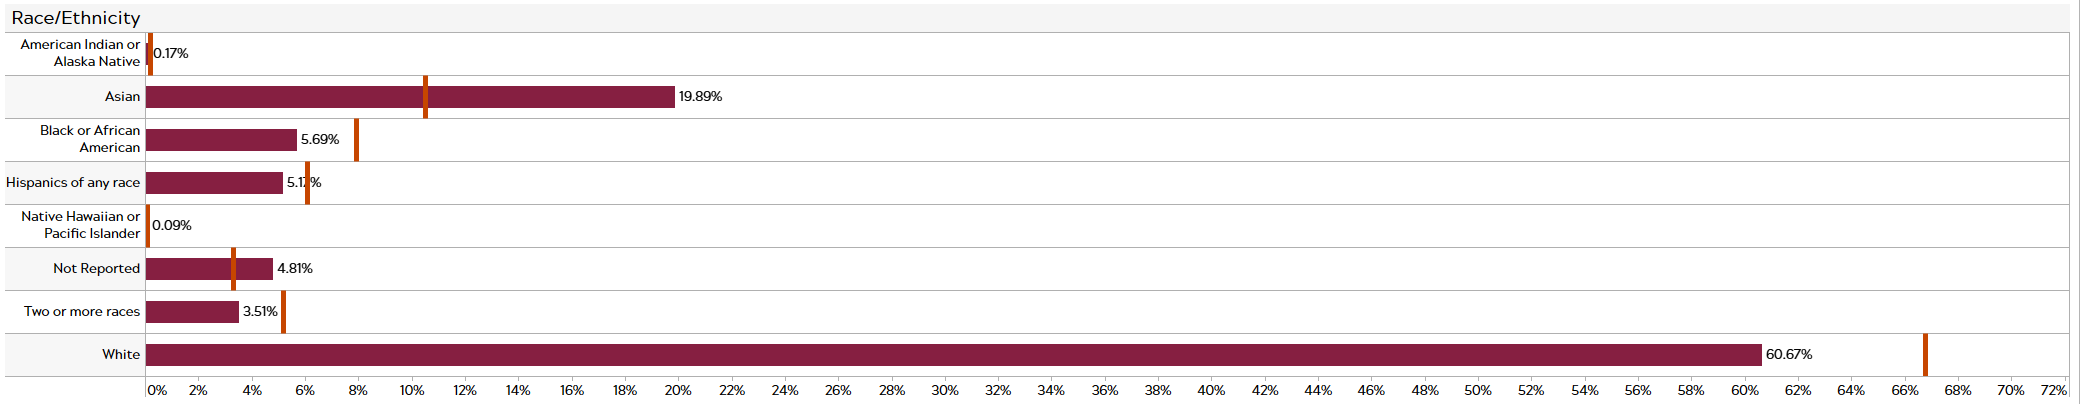 Race/Ethnicity
American Indian or
Alaska Native
0.17%
Asian
19.89%
Black or African
American
5.69%
Hispanics of any race
5.17%
Native Hawaiian or
Pacific Islander
0.09%
Not Reported
4.81%
Two or more races
3.51%
White
60.67%
0% 2% 4% 6% 8% 10% 12% 14% 16% 18% 20% 22% 24% 26% 28% 30% 32% 34% 36% 38% 40% 42% 44% 46% 48% 50% 52% 54% 56% 58% 60% 62% 64% 66% 68% 70% 72%